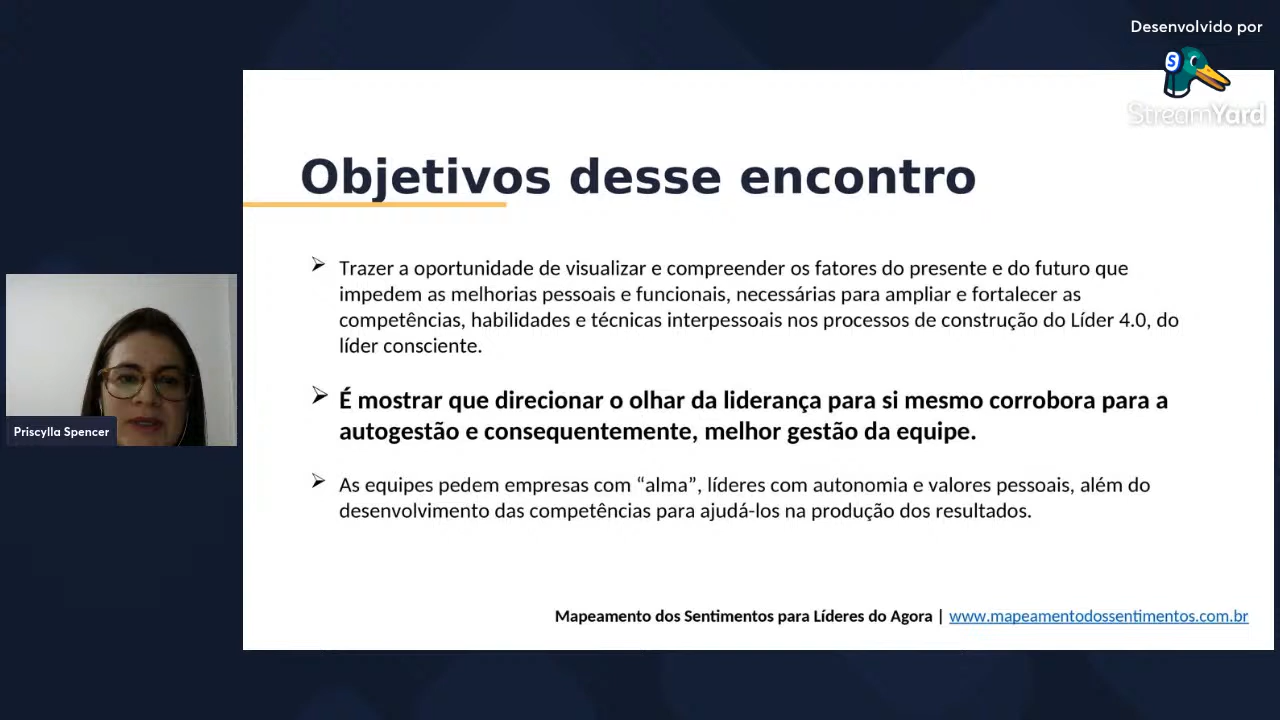 Desenvolvido por
StreamYard
Objetivos desse encontro
Trazer a oportunidade de visualizar e compreender os fatores do presente e do futuro que
impedem as melhorias pessoais e funcionais, necessárias para ampliar e fortalecer as
competências, habilidades e técnicas interpessoais nos processos de construção do Líder 4.0, do
líder consciente.
É mostrar que direcionar o olhar da liderança para si mesmo corrobora para a
autogestão e consequentemente, melhor gestão da equipe.
Priscylla Spencer
As equipes pedem empresas com “alma”, líderes com autonomia e valores pessoais, além do
desenvolvimento das competências para ajudá-los na produção dos resultados.
Mapeamento dos Sentimentos para Líderes do Agora | www.mapeamentodossentimentos.com.br